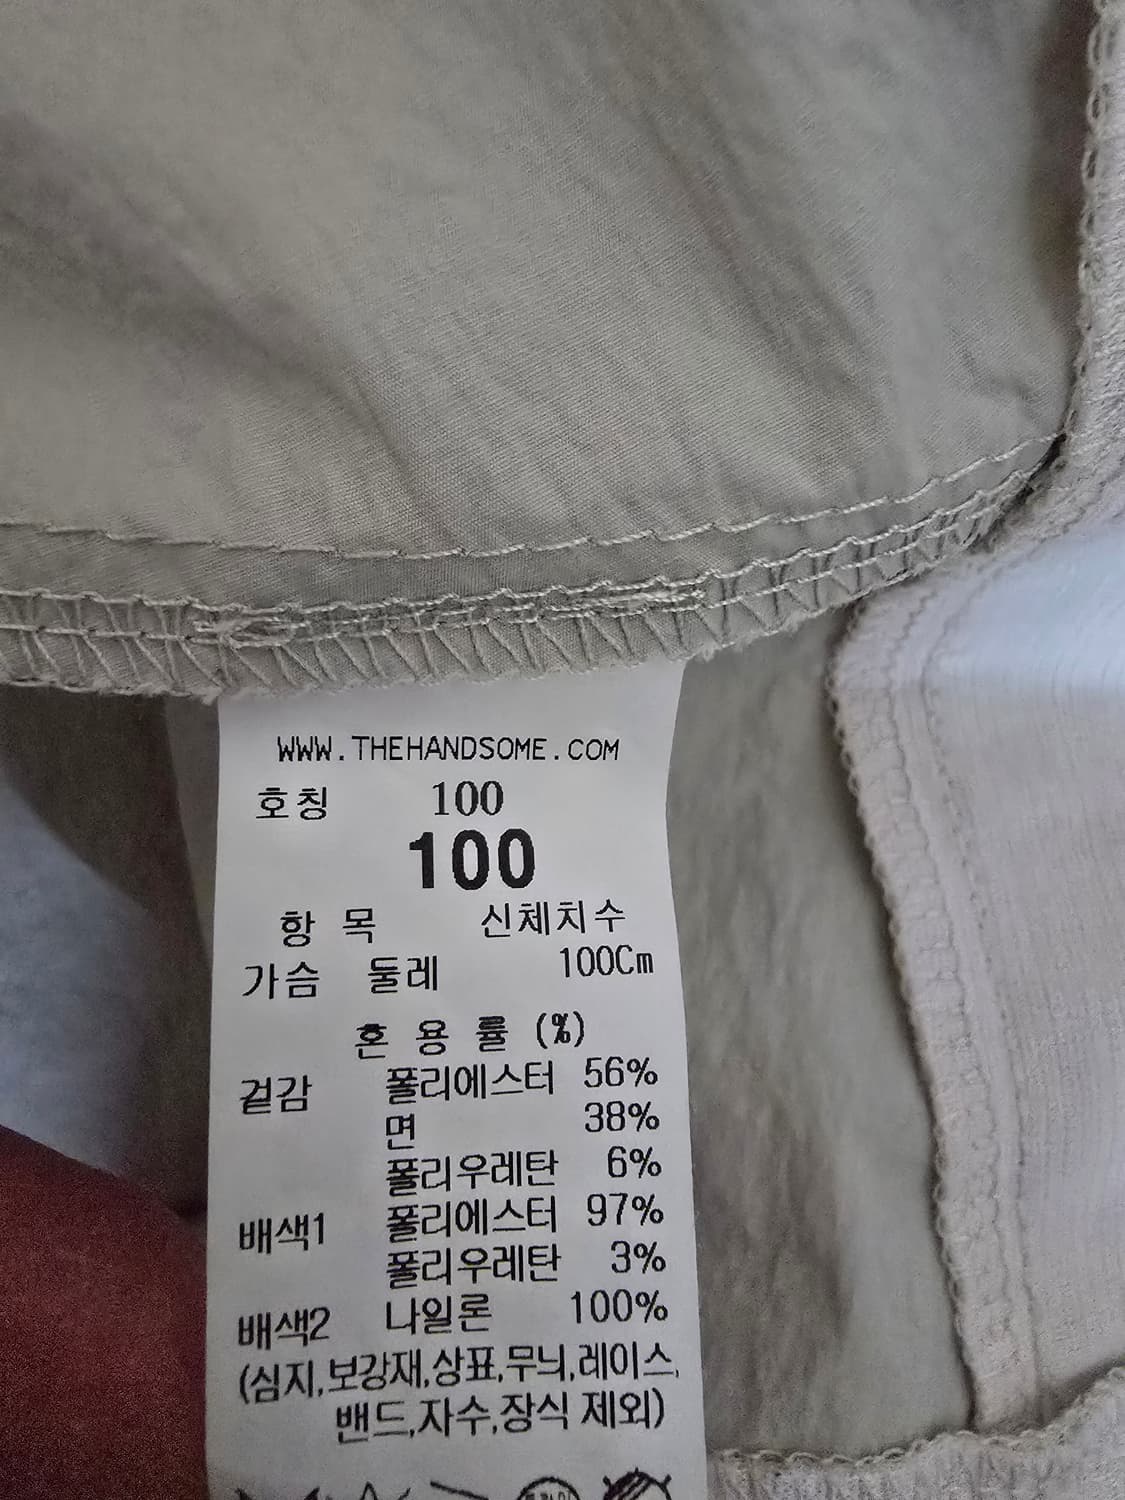 WWW.THEHANDSOME.COM
호칭 100
100
항 목 신체치수
가슴 둘레 100Cm
혼 용 률 (%)
겉감 폴리에스터 56%
면 38%
폴리우레탄 6%
배색1 폴리에스터 97%
폴리우레탄 3%
배색2 나일론 100%
(심지,보강재,상표,무늬,레이스,
밴드,자수,장식 제외)